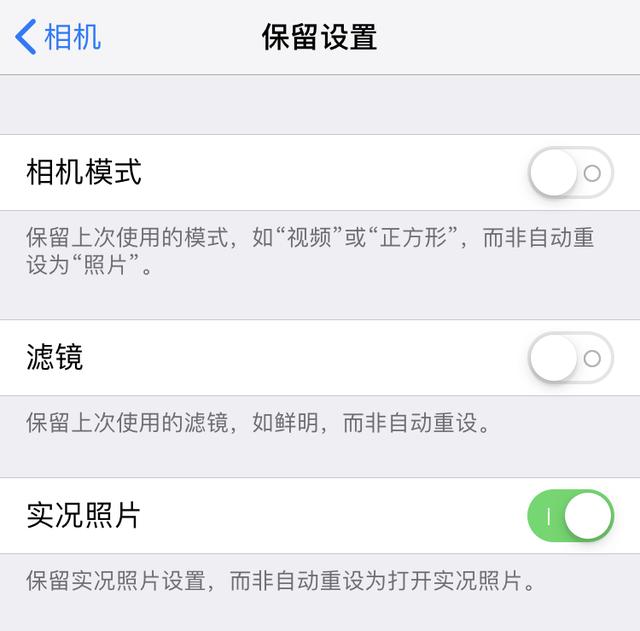 相机
保留设置
相机模式
保留上次使用的模式，如“视频”或“正方形”，而非自动重
设为“照片”。
滤镜
保留上次使用的滤镜，如鲜明，而非自动重设。
实况照片
保留实况照片设置，而非自动重设为打开实况照片。